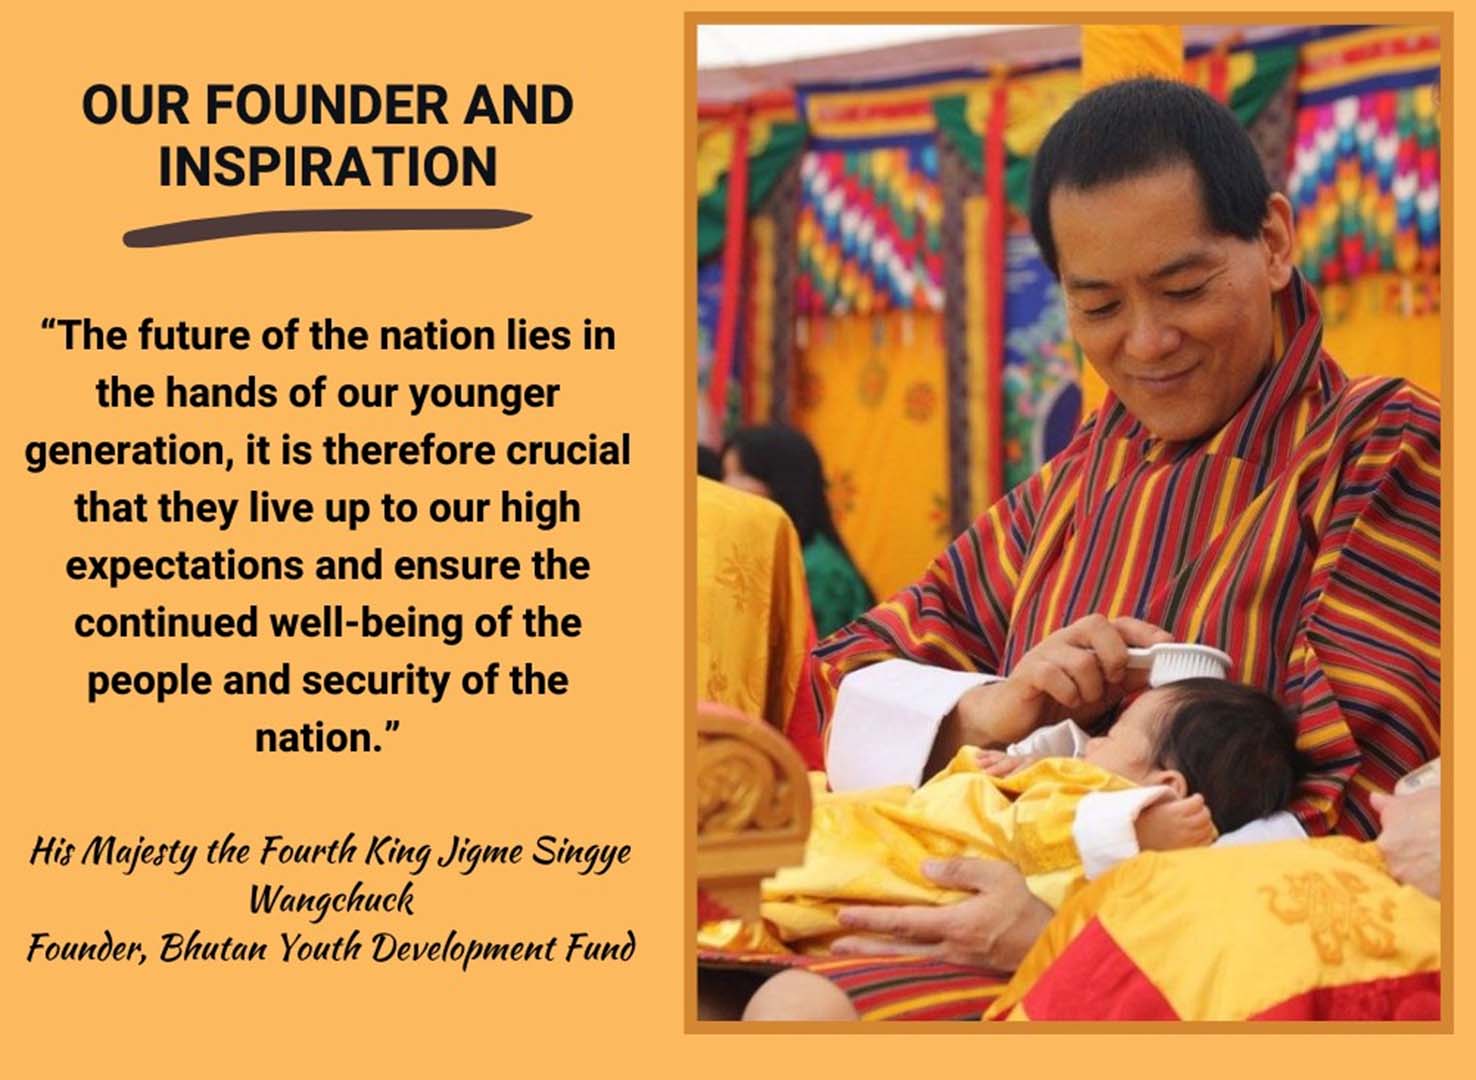 OUR FOUNDER AND
INSPIRATION
“The future of the nation lies in
the hands of our younger
generation, it is therefore crucial
that they live up to our high
expectations and ensure the
continued well-being of the
people and security of the
nation.”
His Majesty the Fourth King Jigme Singye
Wangchuck
Founder, Bhutan Youth Development Fund